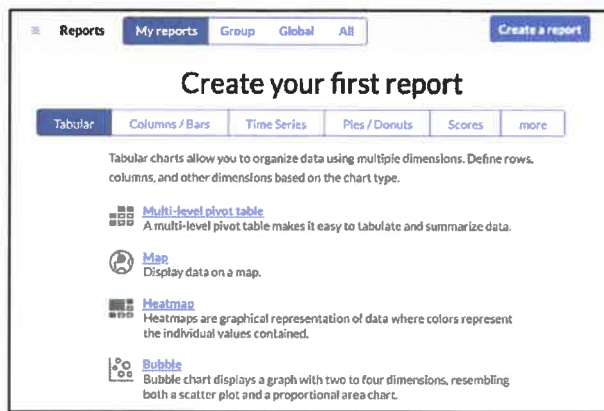 Reports My reports Group Global All Create a report
Create your first report
Tabular Columns / Bars Time Series Pies / Donuts Scores more
Tabular charts allow you to organize data using multiple dimensions. Define rows,
columns, and other dimensions based on the chart type.
Multi-level pivot table
A multi-level pivot table makes it easy to tabulate and summarize data.
Map
Display data on a map.
Heatmap
Heatmaps are graphical representation of data where colors represent
the individual values contained.
Bubble
Bubble chart displays a graph with two to four dimensions, resembling
both a scatter plot and a proportional area chart.